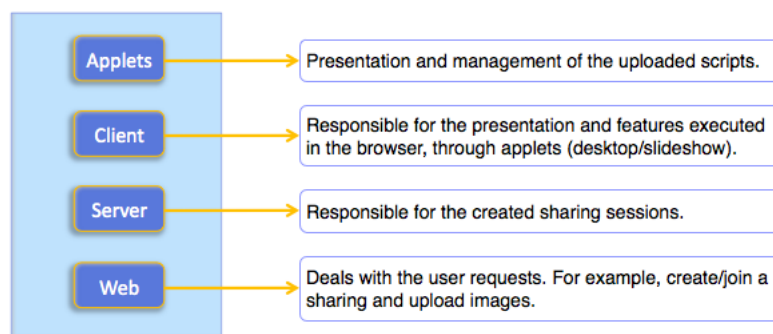 Applets
Presentation and management of the uploaded scripts.
Client
Responsible for the presentation and features executed
in the browser, through applets (desktop/slideshow).
Server
Responsible for the created sharing sessions.
Web
Deals with the user requests. For example, create/join a
sharing and upload images.